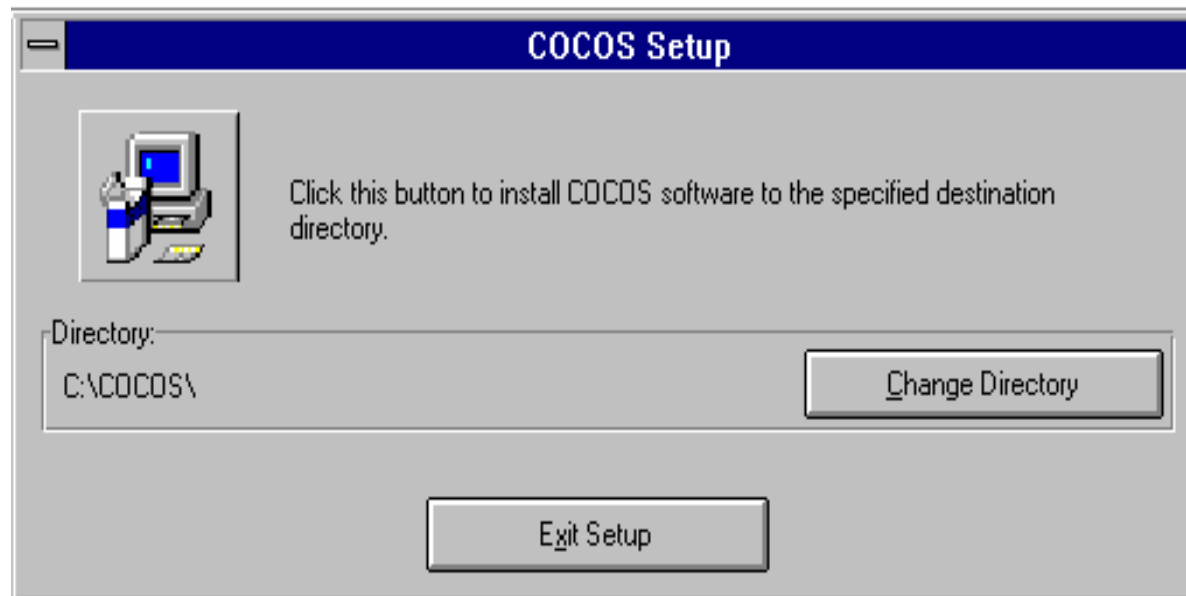 COCOS Setup
Click this button to install COCOS software to the specified destination
directory.
Directory:
C:\COCOS\
Change Directory
Exit Setup